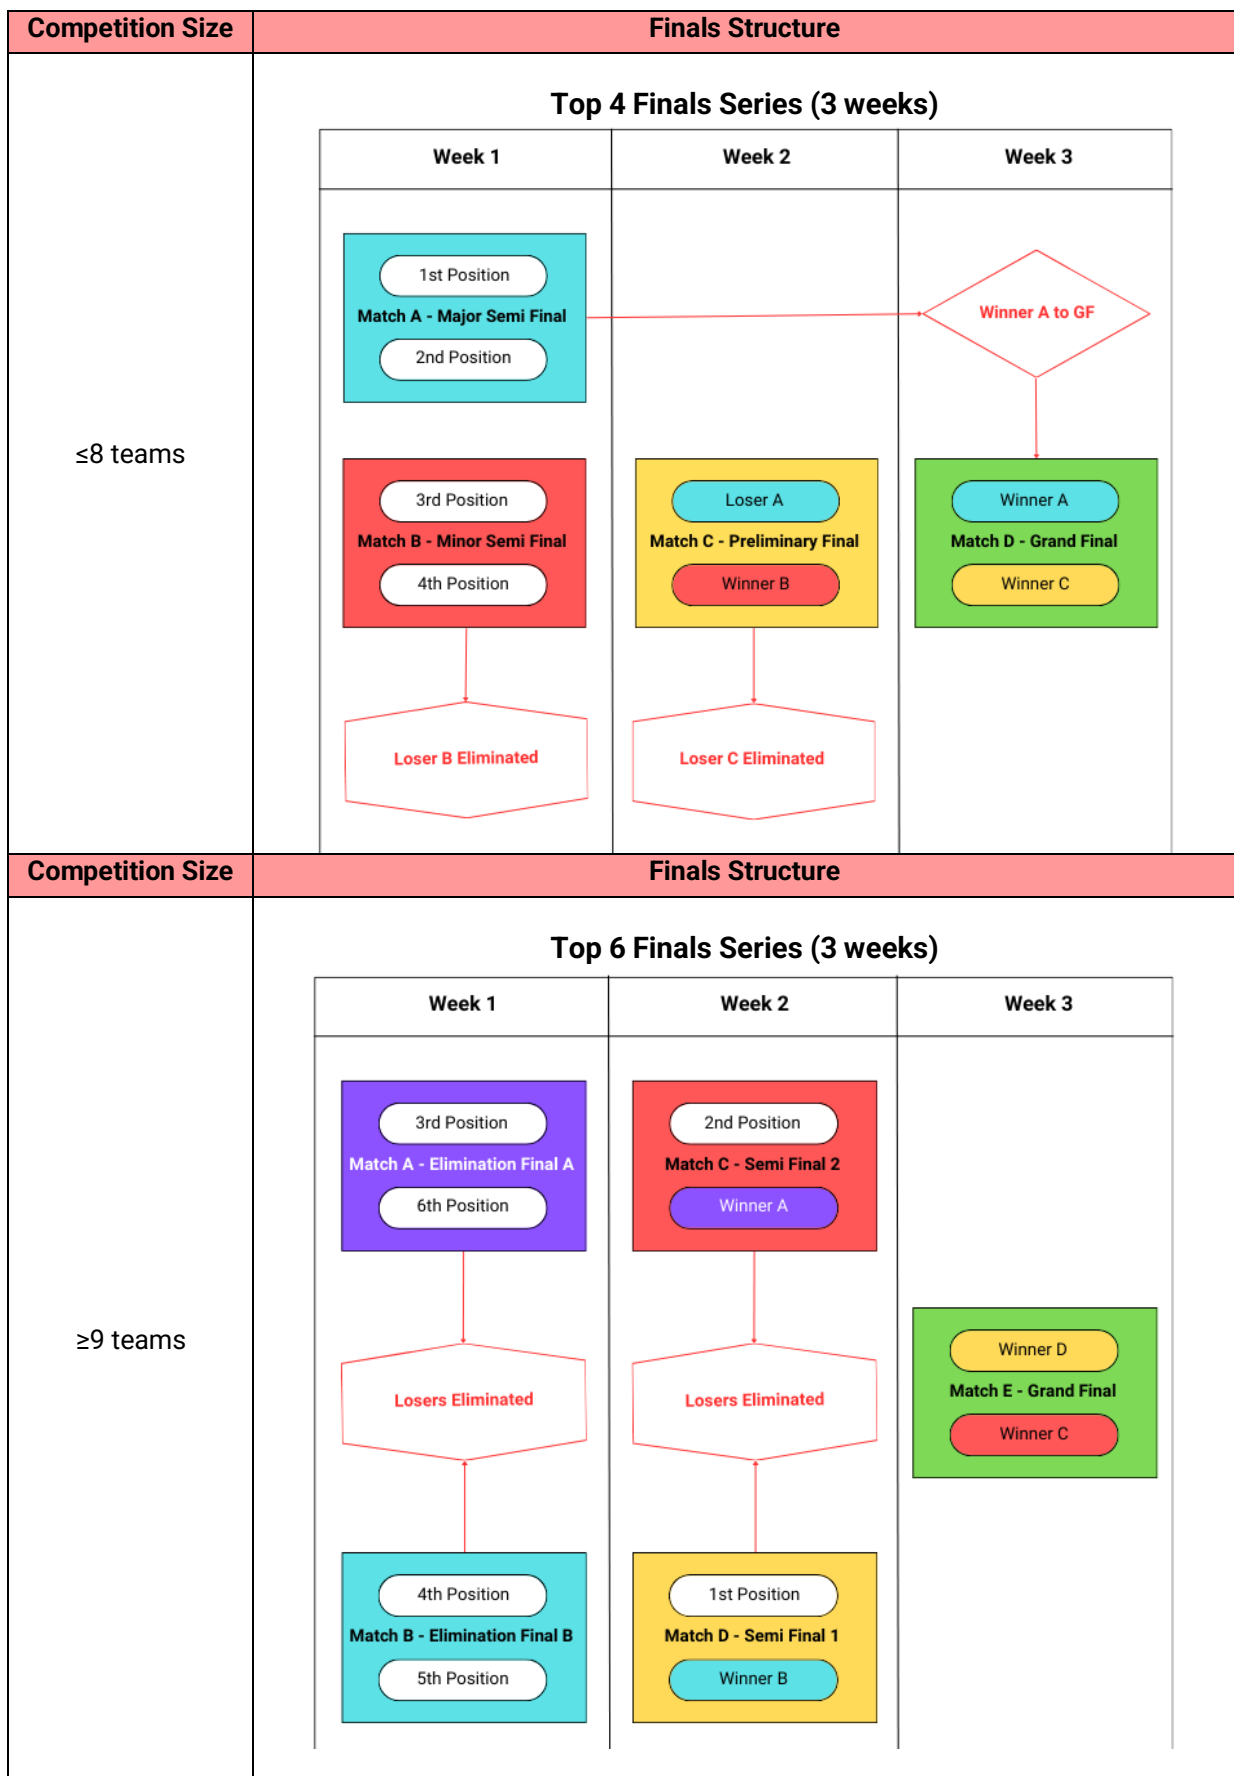 Competition Size
Finals Structure
Top 4 Finals Series (3 weeks)
Week 1
Week 2
Week 3
≤8 teams
1st Position
Match A - Major Semi Final
2nd Position
Winner A to GF
3rd Position
Match B - Minor Semi Final
4th Position
Loser A
Match C - Preliminary Final
Winner B
Winner A
Match D - Grand Final
Winner C
Loser B Eliminated
Loser C Eliminated
Competition Size
Finals Structure
Top 6 Finals Series (3 weeks)
Week 1
Week 2
Week 3
≥9 teams
3rd Position
Match A - Elimination Final A
6th Position
2nd Position
Match C - Semi Final 2
Winner A
Losers Eliminated
Losers Eliminated
Winner D
Match E - Grand Final
Winner C
4th Position
Match B - Elimination Final B
5th Position
1st Position
Match D - Semi Final 1
Winner B